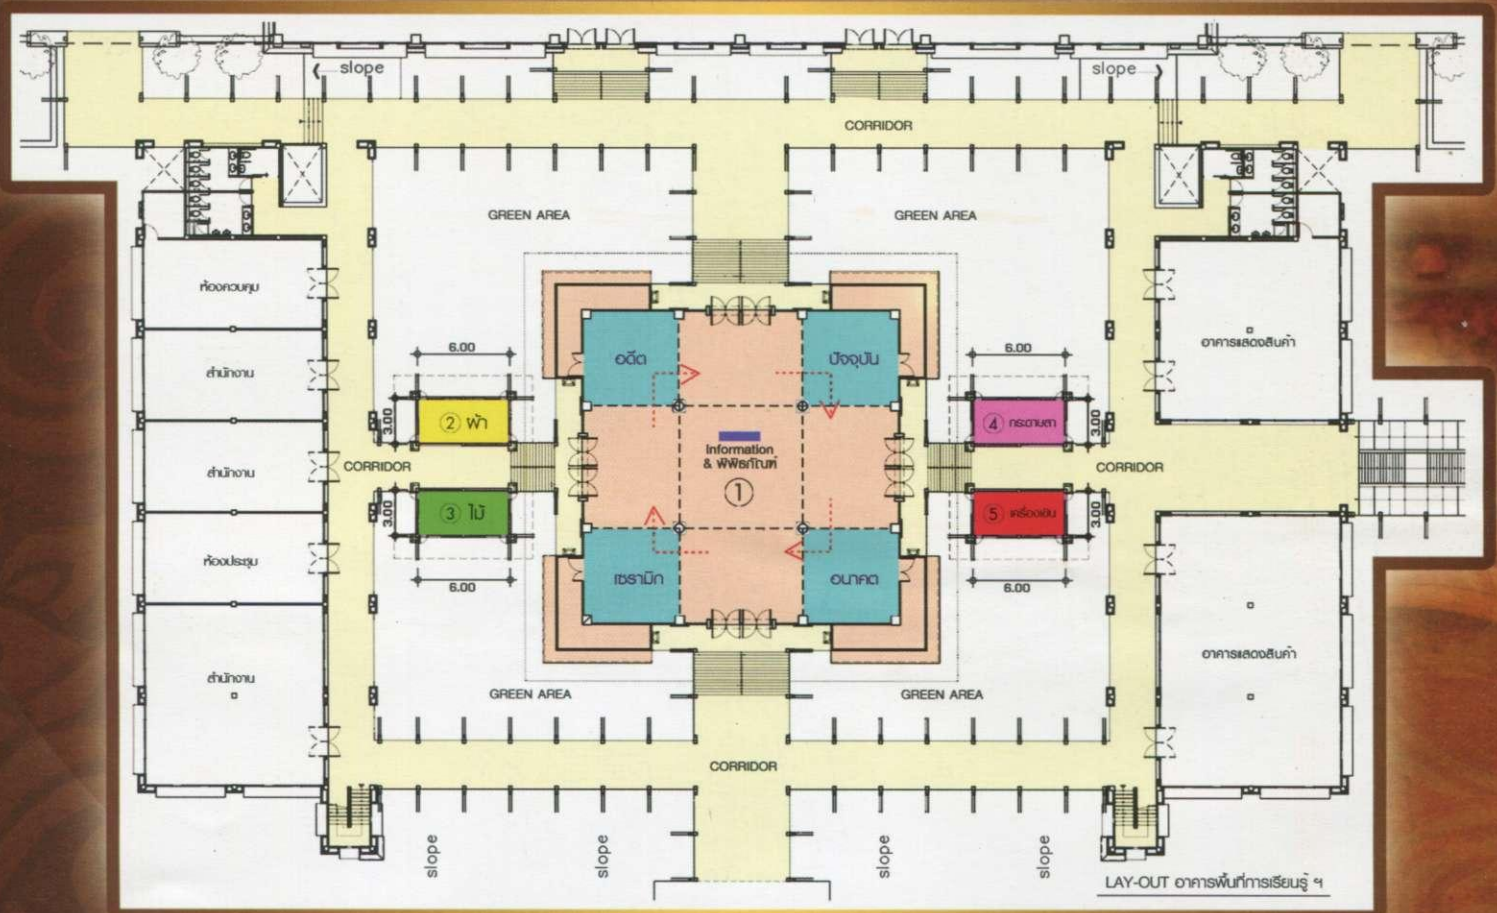 slope
slope
CORRIDOR
GREEN AREA
GREEN AREA
ห้องควบคุม
อาคารแสดงสินค้า
6.00
6.00
อดีต
ปัจจุบัน
สำนักงาน
3.00
② ผ้า
④ กระดาษสา
3.00
Information
& พิพิธภัณฑ์
①
CORRIDOR
CORRIDOR
สำนักงาน
3.00
③ ไม้
⑤ เครื่องเงิน
3.00
ห้องประชุม
เซรามิก
อนาคต
6.00
6.00
สำนักงาน
อาคารแสดงสินค้า
GREEN AREA
GREEN AREA
CORRIDOR
slope
slope
slope
slope
LAY-OUT อาคารพื้นที่การเรียนรู้ ฯ